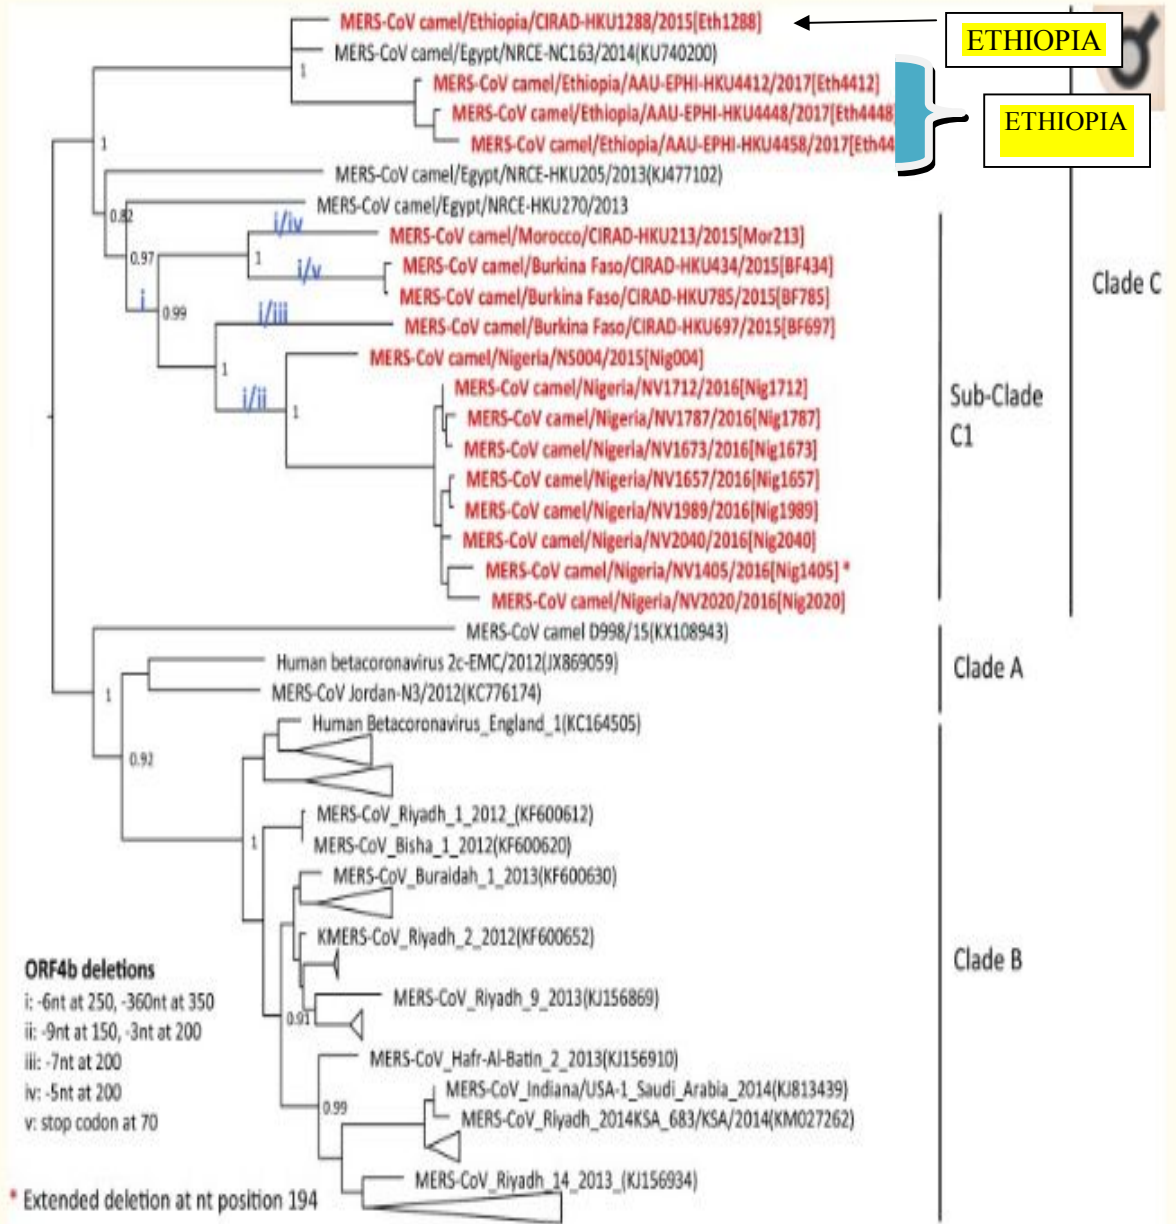 MERS-CoV camel/Ethiopia/CIRAD-HKU1288/2015[Eth1288]
ETHIOPIA
MERS-CoV camel/Egypt/NRCE-NC163/2014(KU740200)
1
MERS-CoV camel/Ethiopia/AAU-EPHI-HKU4412/2017[Eth4412]
MERS-CoV camel/Ethiopia/AAU-EPHI-HKU4448/2017[Eth4448
ETHIOPIA
MERS-CoV camel/Ethiopia/AAU-EPHI-HKU4458/2017[Eth44
1
MERS-CoV camel/Egypt/NRCE-HKU205/2013(KJ477102)
MERS-CoV camel/Egypt/NRCE-HKU270/2013
0.82
i/iv
MERS-CoV camel/Morocco/CIRAD-HKU213/2015[Mor213]
0.97
1
i/v
MERS-CoV camel/Burkina Faso/CIRAD-HKU434/2015[BF434]
Clade C
MERS-CoV camel/Burkina Faso/CIRAD-HKU785/2015[BF785]
i
0.99
i/iii
MERS-CoV camel/Burkina Faso/CIRAD-HKU697/2015[BF697]
MERS-CoV camel/Nigeria/NS004/2015[Nig004]
1
MERS-CoV camel/Nigeria/NV1712/2016[Nig1712]
i/ii
1
Sub-Clade
C1
MERS-CoV camel/Nigeria/NV1787/2016[Nig1787]
MERS-CoV camel/Nigeria/NV1673/2016[Nig1673]
MERS-CoV camel/Nigeria/NV1657/2016[Nig1657]
MERS-CoV camel/Nigeria/NV1989/2016[Nig1989]
MERS-CoV camel/Nigeria/NV2040/2016[Nig2040]
MERS-CoV camel/Nigeria/NV1405/2016[Nig1405] *
MERS-CoV camel/Nigeria/NV2020/2016[Nig2020]
MERS-CoV camel D998/15(KX108943)
Human betacoronavirus 2c-EMC/2012(JX869059)
Clade A
1
MERS-CoV Jordan-N3/2012(KC776174)
Human Betacoronavirus_England_1(KC164505)
0.92
MERS-CoV_Riyadh_1_2012_(KF600612)
1
MERS-CoV_Bisha_1_2012(KF600620)
MERS-CoV_Buraidah_1_2013(KF600630)
KMERS-CoV_Riyadh_2_2012(KF600652)
Clade B
MERS-CoV_Riyadh_9_2013(KJ156869)
0.91
MERS-CoV_Hafr-Al-Batin_2_2013(KJ156910)
MERS-CoV_Indiana/USA-1_Saudi_Arabia_2014(KJ813439)
0.99
MERS-CoV_Riyadh_2014KSA_683/KSA/2014(KM027262)
MERS-CoV_Riyadh_14_2013_(KJ156934)
ORF4b deletions
i: -6nt at 250, -360nt at 350
ii: -9nt at 150, -3nt at 200
iii: -7nt at 200
iv: -5nt at 200
v: stop codon at 70
* Extended deletion at nt position 194